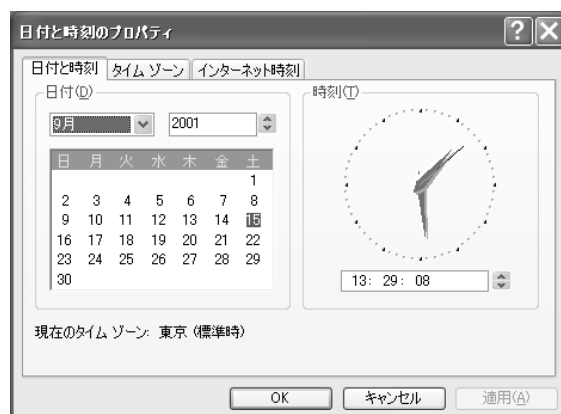 日付と時刻のプロパティ
日付と時刻 タイム ゾーン インターネット時刻
日付(D) 時刻(T)
9月 2001
日 月 火 水 木 金 土
1
2 3 4 5 6 7 8
9 10 11 12 13 14 15
16 17 18 19 20 21 22
23 24 25 26 27 28 29
30
13: 29: 08
現在のタイム ゾーン: 東京 (標準時)
OK キャンセル 適用(A)